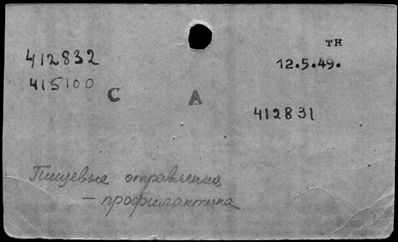 тн
412832
12.5.49.
415100
С А
412831
Пищевые отравления
– профилактика